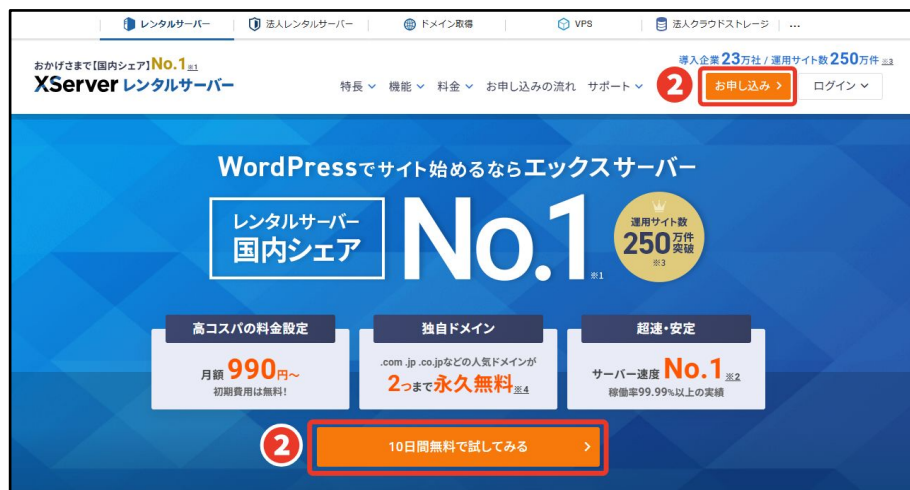 レンタルサーバー 法人レンタルサーバー ドメイン取得 VPS 法人クラウドストレージ ...
おかげさまで【国内シェア】No.1※1
導入企業23万社 / 運用サイト数250万件※3
XServer レンタルサーバー
特長 機能 料金 お申し込みの流れ サポート
2 お申し込み ログイン
WordPressでサイト始めるならエックスサーバー
レンタルサーバー
国内シェア
No.1※1
運用サイト数
250万件突破
※3
高コスパの料金設定
月額990円～
初期費用は無料!
独自ドメイン
.com .jp .co.jpなどの人気ドメインが
2つまで永久無料※4
超速・安定
サーバー速度No.1※2
稼働率99.99%以上の実績
2 10日間無料で試してみる